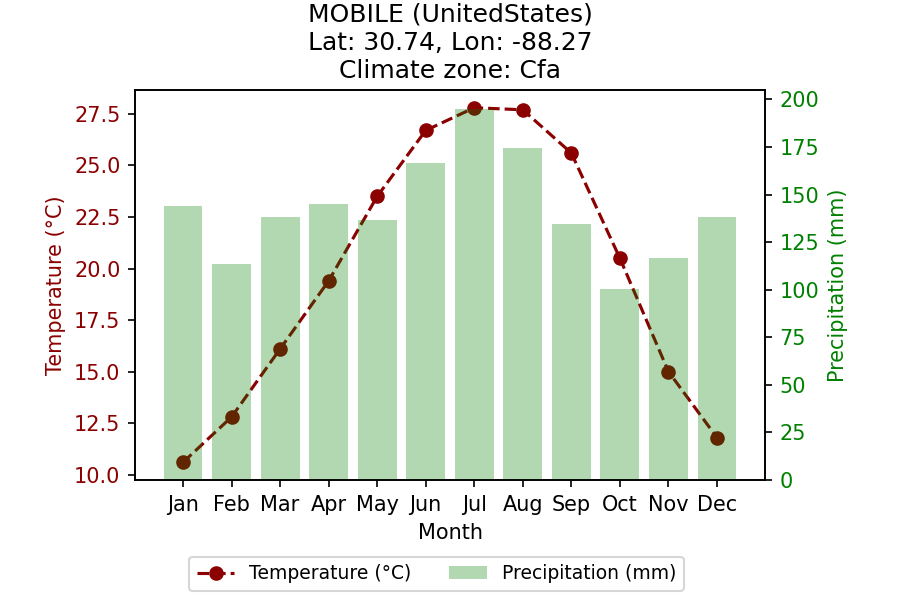 MOBILE (UnitedStates)
Lat: 30.74, Lon: -88.27
Climate zone: Cfa
Temperature (°C)
27.5
25.0
22.5
20.0
17.5
15.0
12.5
10.0
Precipitation (mm)
200
175
150
125
100
75
50
25
0
Jan Feb Mar Apr May Jun Jul Aug Sep Oct Nov Dec
Month
Temperature (°C) Precipitation (mm)